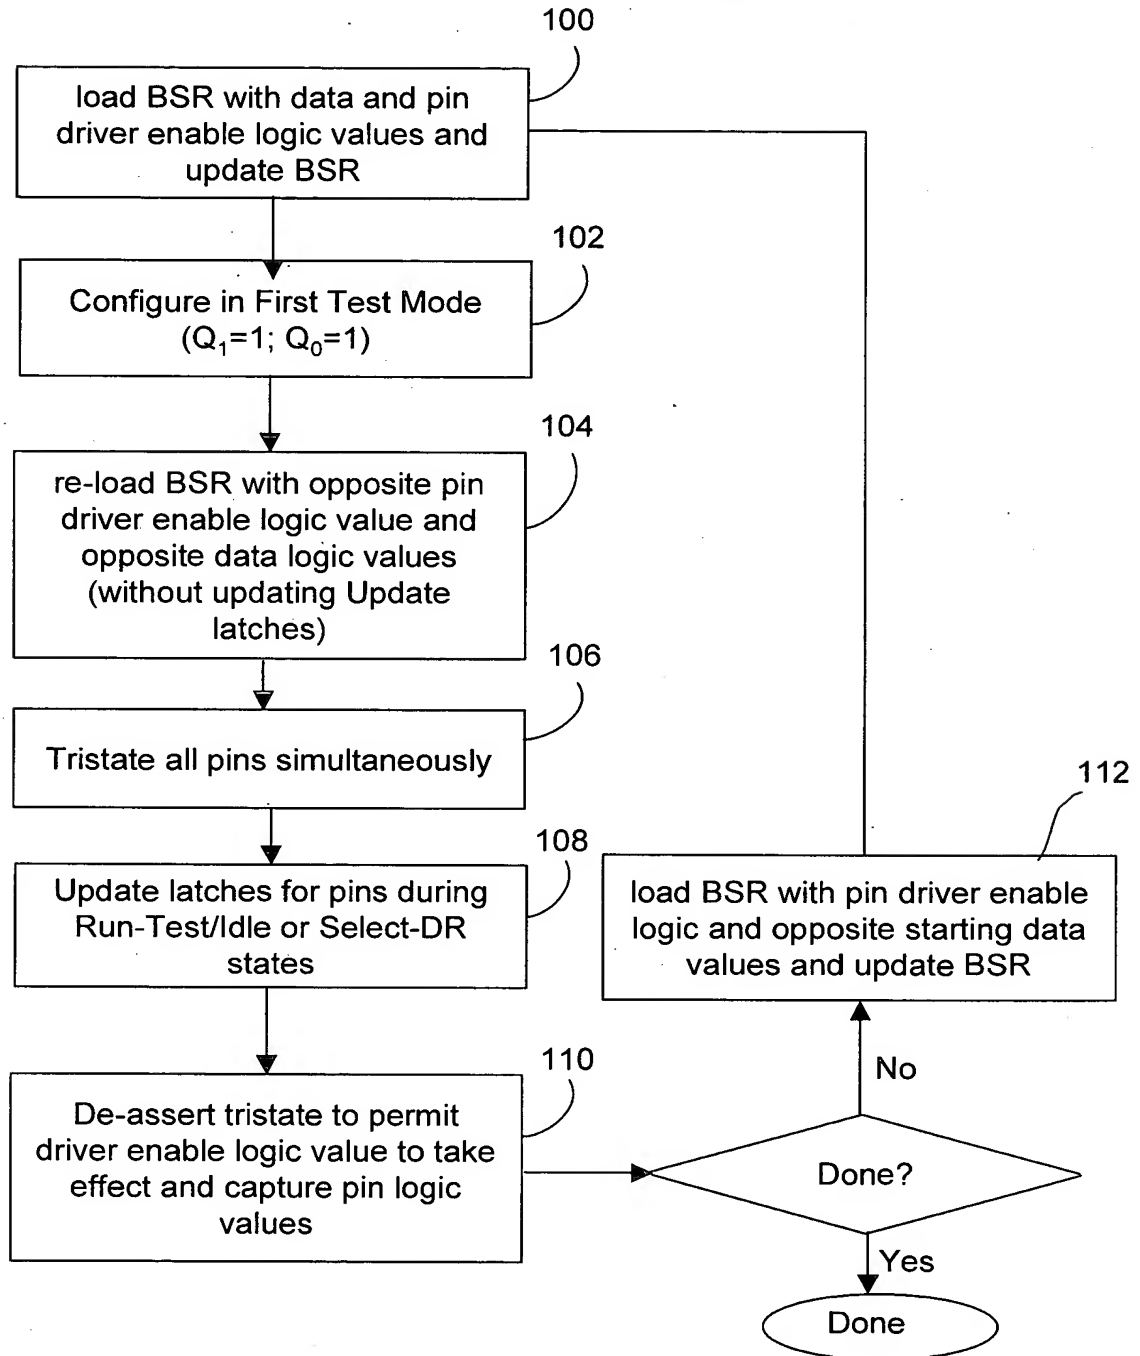 100
load BSR with data and pin
driver enable logic values and
update BSR
102
Configure in First Test Mode
(Q₁=1; Q₀=1)
104
re-load BSR with opposite pin
driver enable logic value and
opposite data logic values
(without updating Update
latches)
106
Tristate all pins simultaneously
108
Update latches for pins during
Run-Test/Idle or Select-DR
states
110
De-assert tristate to permit
driver enable logic value to take
effect and capture pin logic
values
112
load BSR with pin driver enable
logic and opposite starting data
values and update BSR
No
Done?
Yes
Done